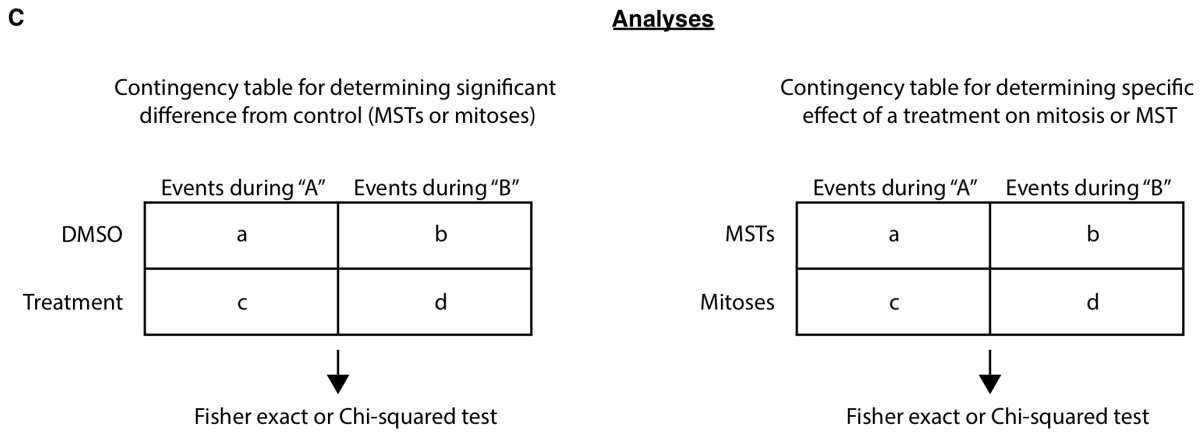 C
Analyses
Contingency table for determining significant
difference from control (MSTs or mitoses)
Events during “A” Events during “B”
DMSO a b
Treatment c d
Fisher exact or Chi-squared test
Contingency table for determining specific
effect of a treatment on mitosis or MST
Events during “A” Events during “B”
MSTs a b
Mitoses c d
Fisher exact or Chi-squared test